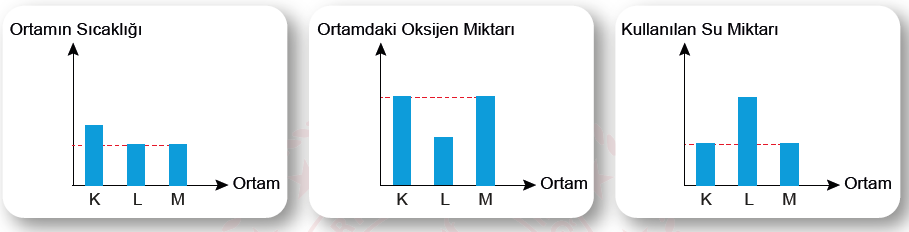 Ortamın Sıcaklığı
Ortam
K L M
Ortamdaki Oksijen Miktarı
Ortam
K L M
Kullanılan Su Miktarı
Ortam
K L M